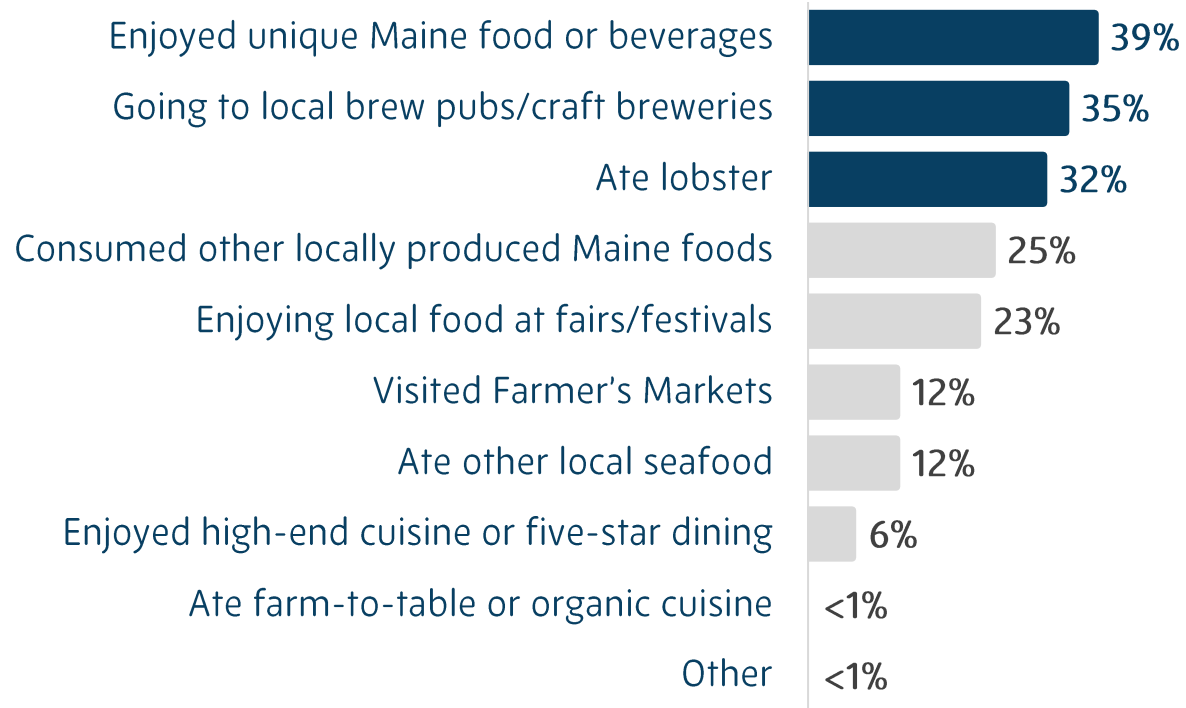 Enjoyed unique Maine food or beverages 39%
Going to local brew pubs/craft breweries 35%
Ate lobster 32%
Consumed other locally produced Maine foods 25%
Enjoying local food at fairs/festivals 23%
Visited Farmer’s Markets 12%
Ate other local seafood 12%
Enjoyed high-end cuisine or five-star dining 6%
Ate farm-to-table or organic cuisine <1%
Other <1%